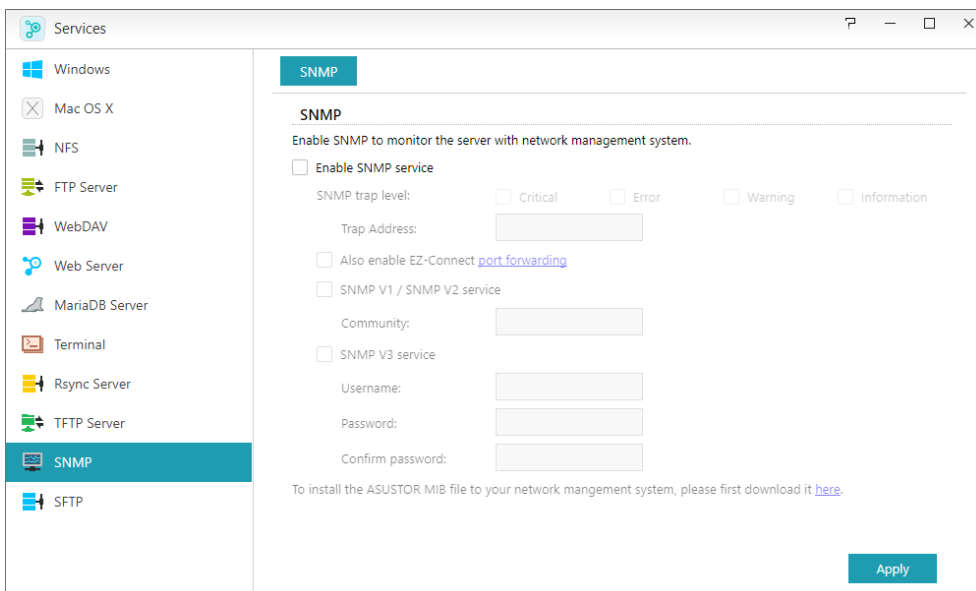 Services
Windows
Mac OS X
NFS
FTP Server
WebDAV
Web Server
MariaDB Server
Terminal
Rsync Server
TFTP Server
SNMP
SFTP
SNMP
SNMP
Enable SNMP to monitor the server with network management system.
Enable SNMP service
SNMP trap level: Critical Error Warning Information
Trap Address:
Also enable EZ-Connect port forwarding
SNMP V1 / SNMP V2 service
Community:
SNMP V3 service
Username:
Password:
Confirm password:
To install the ASUSTOR MIB file to your network mangement system, please first download it here.
Apply